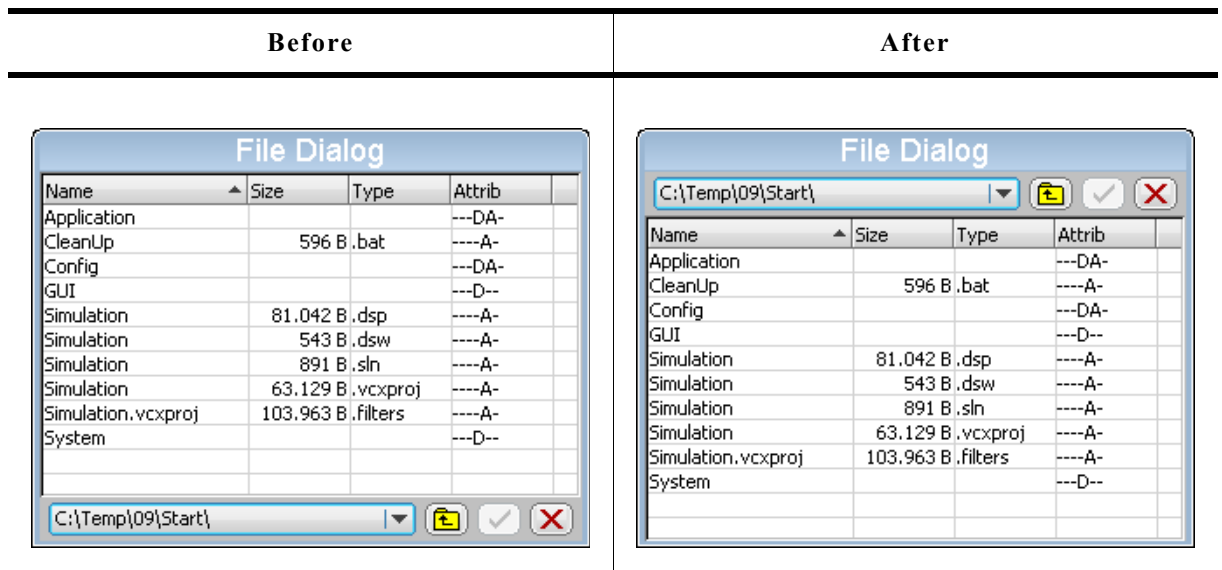 Before After
File Dialog
Name Size Type Attrib
Application ---DA-
CleanUp 596 B .bat ----A-
Config ---DA-
GUI ---D--
Simulation 81.042 B .dsp ----A-
Simulation 543 B .dsw ----A-
Simulation 891 B .sln ----A-
Simulation 63.129 B .vcxproj ----A-
Simulation.vcxproj 103.963 B .filters ----A-
System ---D--
C:\Temp\09\Start\
File Dialog
C:\Temp\09\Start\
Name Size Type Attrib
Application ---DA-
CleanUp 596 B .bat ----A-
Config ---DA-
GUI ---D--
Simulation 81.042 B .dsp ----A-
Simulation 543 B .dsw ----A-
Simulation 891 B .sln ----A-
Simulation 63.129 B .vcxproj ----A-
Simulation.vcxproj 103.963 B .filters ----A-
System ---D--